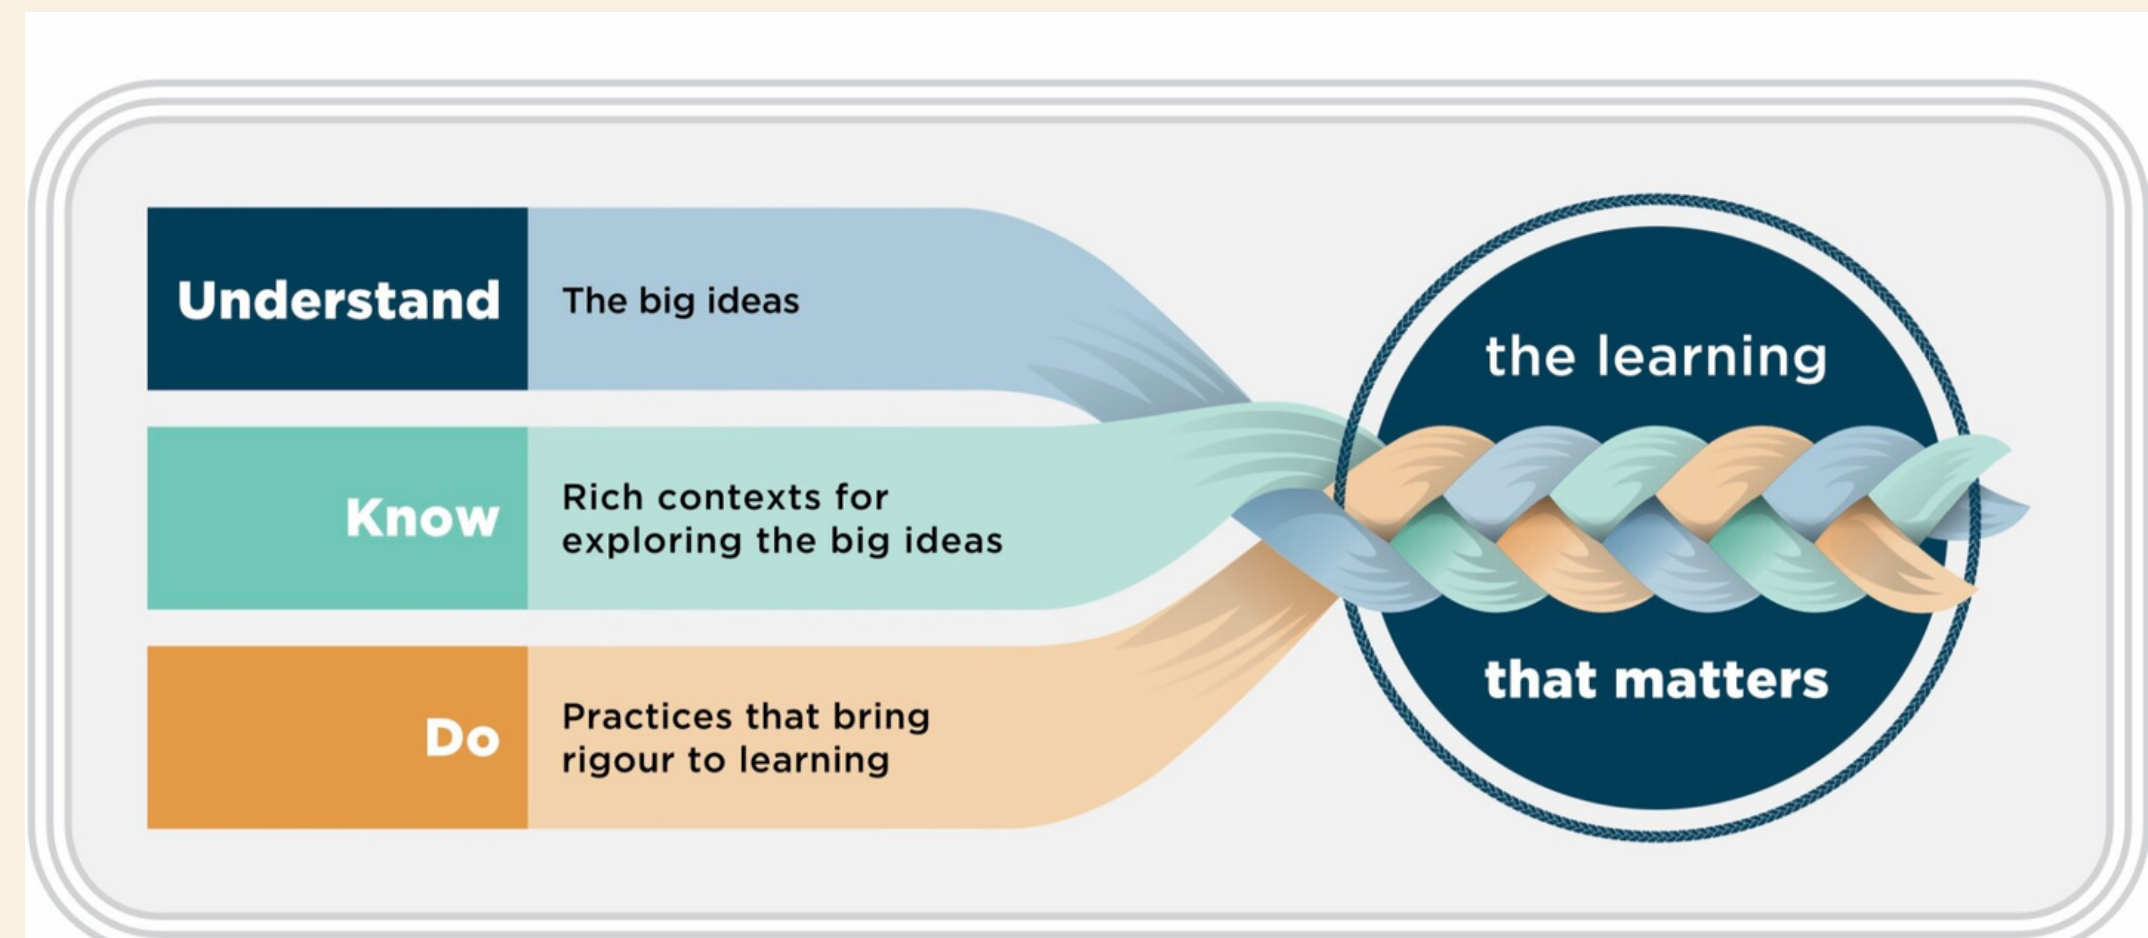 Understand
The big ideas
Know
Rich contexts for
exploring the big ideas
Do
Practices that bring
rigour to learning
the learning
that matters